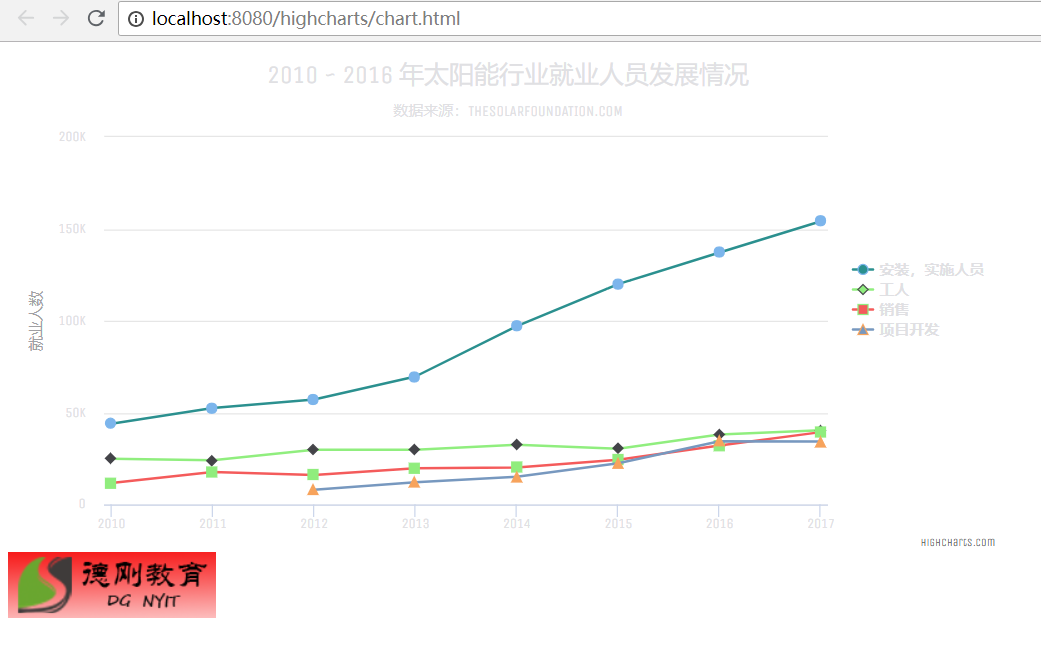 localhost:8080/highcharts/chart.html
2010 ~ 2016 年太阳能行业就业人员发展情况
数据来源：THESOLARFOUNDATION.COM
就业人数
200K
150K
100K
50K
0
2010 2011 2012 2013 2014 2015 2016 2017
安装，实施人员
工人
销售
项目开发
HIGHCHARTS.COM
德刚教育
DG NYIT